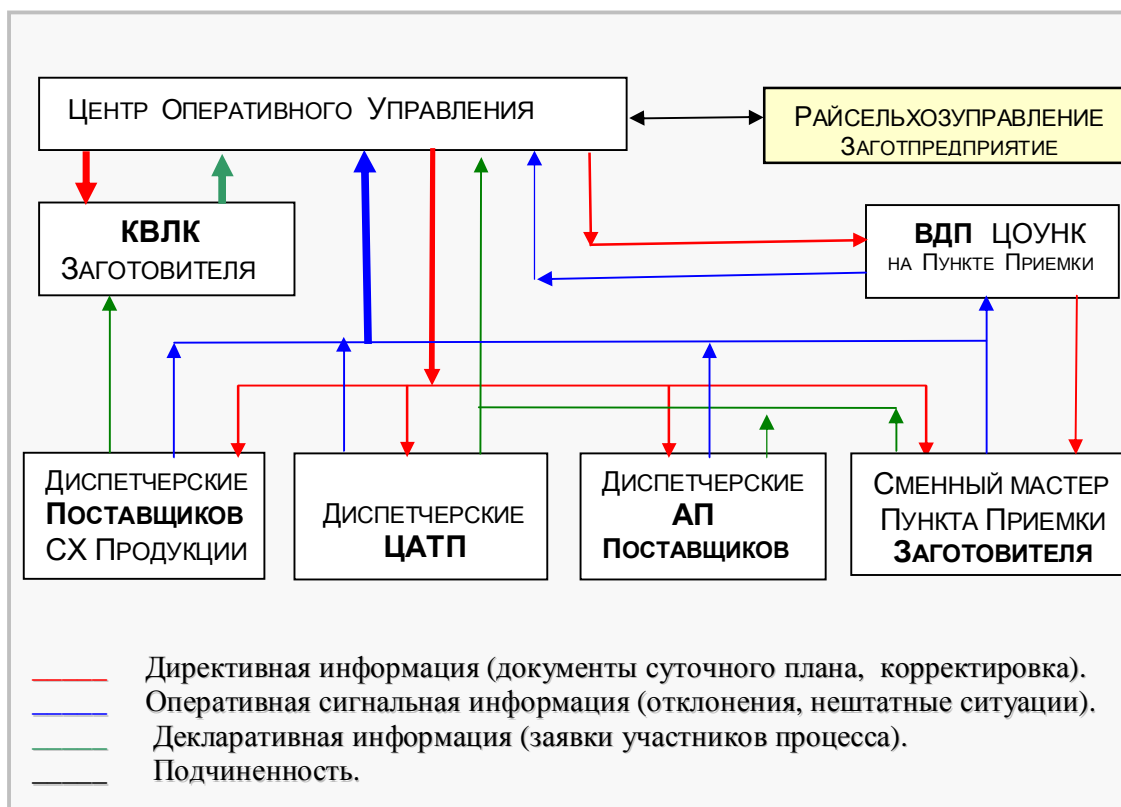 Центр Оперативного Управления
Райсельхозуправление
Заготпредприятие
КВЛК
Заготовителя
ВДП ЦОУНК
на Пункте Приемки
Диспетчерские
Поставщиков
СХ Продукции
Диспетчерские
ЦАТП
Диспетчерские
АП
Поставщиков
Сменный мастер
Пункта Приемки
Заготовителя
Директивная информация (документы суточного плана, корректировка).
Оперативная сигнальная информация (отклонения, нештатные ситуации).
Декларативная информация (заявки участников процесса).
Подчиненность.